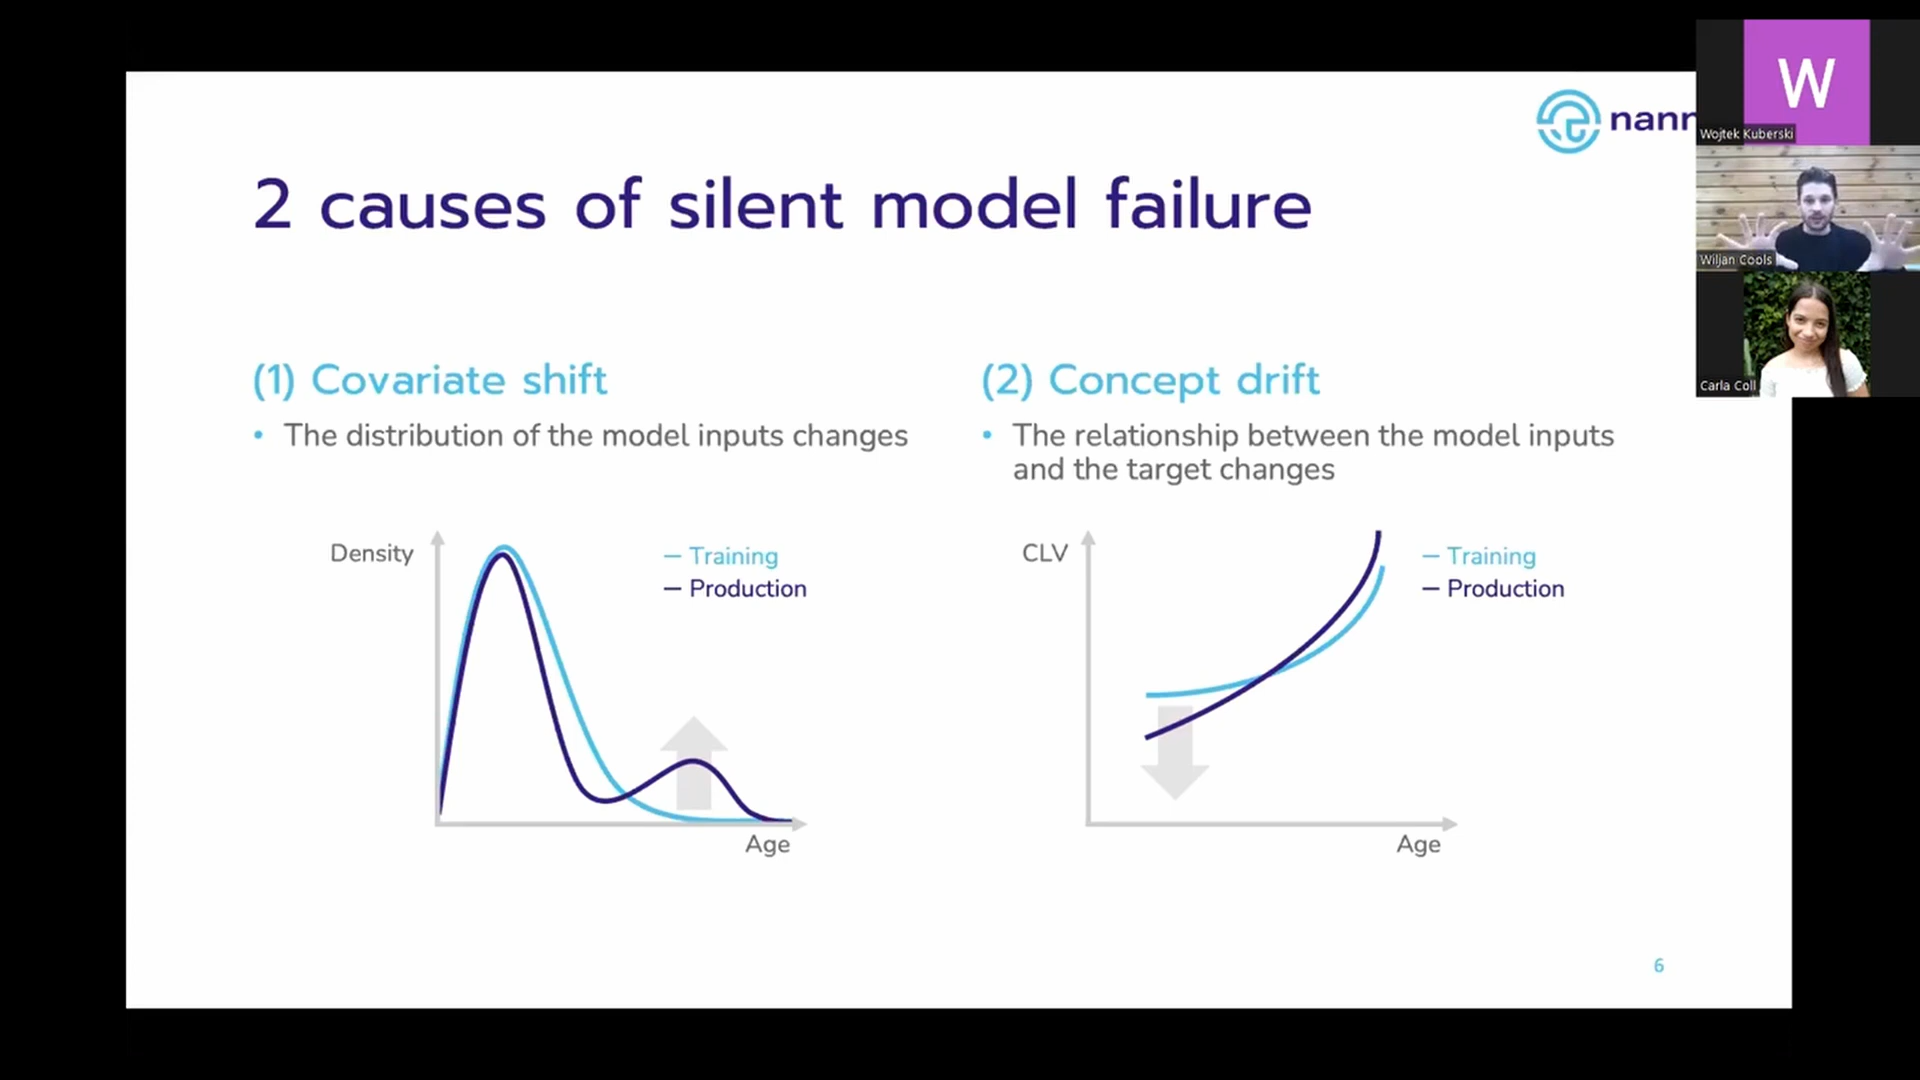 nann
W
Wojtek Kuberski
2 causes of silent model failure
Wiljan Cools
Carla Coll
(1) Covariate shift
• The distribution of the model inputs changes
Density
— Training
— Production
Age
(2) Concept drift
• The relationship between the model inputs
and the target changes
CLV
— Training
— Production
Age
6